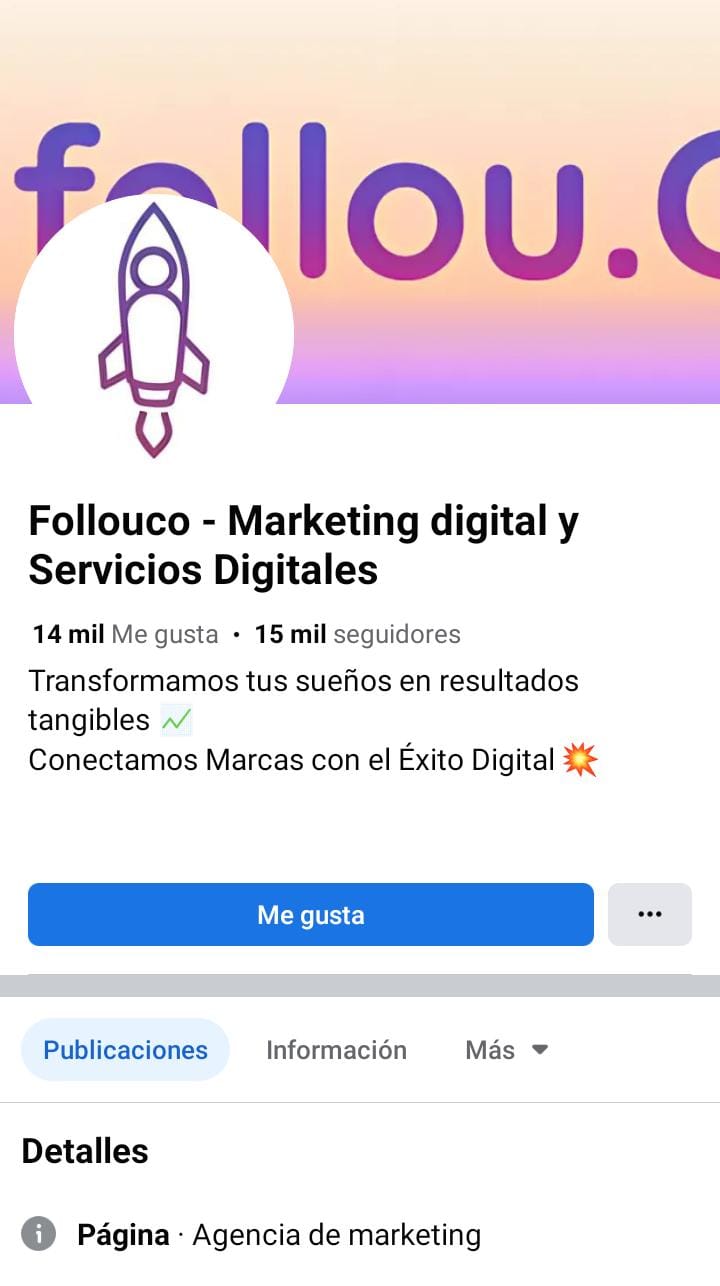 follou.
Follouco - Marketing digital y
Servicios Digitales
14 mil Me gusta • 15 mil seguidores
Transformamos tus sueños en resultados
tangibles 📈
Conectamos Marcas con el Éxito Digital 💥
Me gusta
Publicaciones Información Más
Detalles
Página · Agencia de marketing